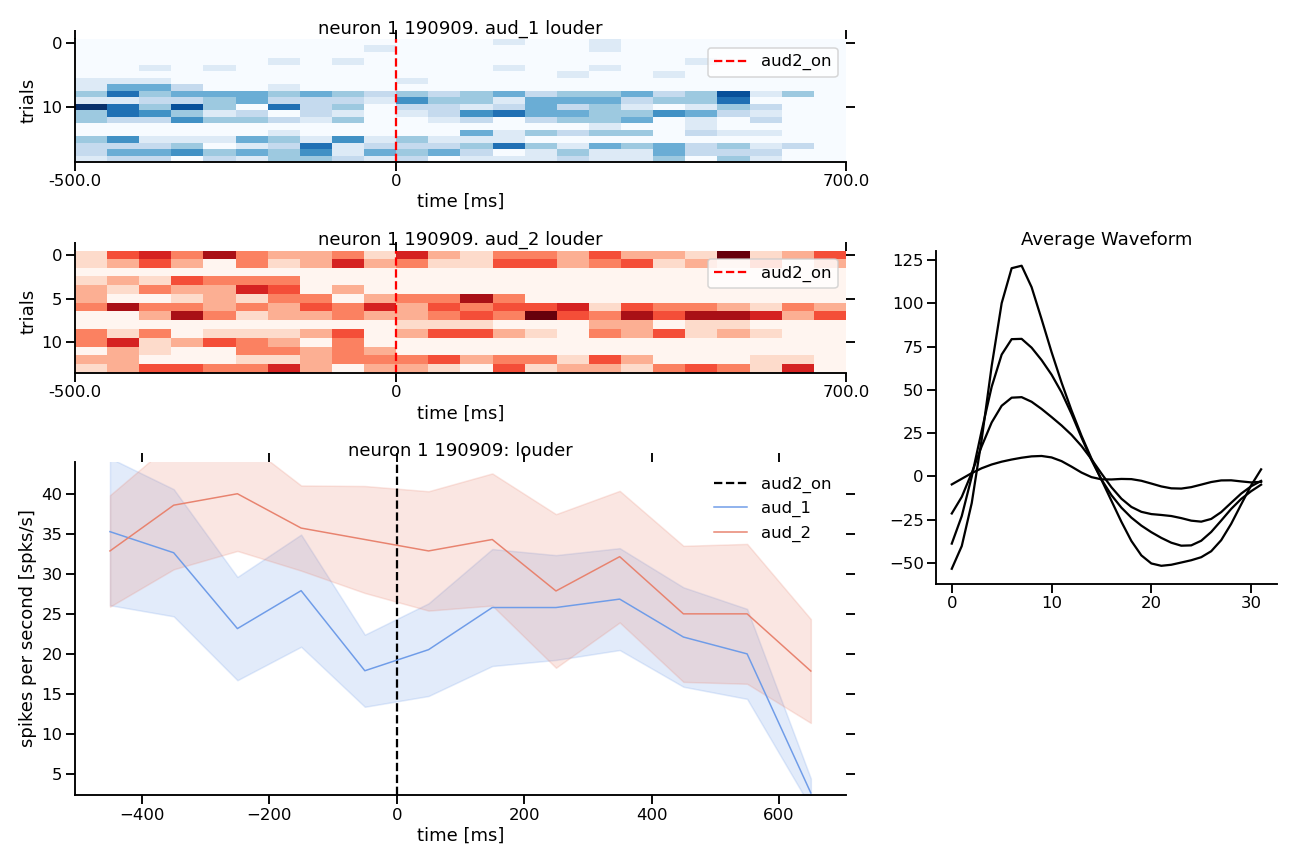 neuron 1 190909. aud_1 louder
0
10
trials
aud2_on
-500.0
0
700.0
time [ms]
neuron 1 190909. aud_2 louder
0
5
10
trials
aud2_on
-500.0
0
700.0
time [ms]
neuron 1 190909: louder
40
35
30
25
20
15
10
5
spikes per second [spks/s]
aud2_on
aud_1
aud_2
−400
−200
0
200
400
600
time [ms]
Average Waveform
125
100
75
50
25
0
−25
−50
0
10
20
30